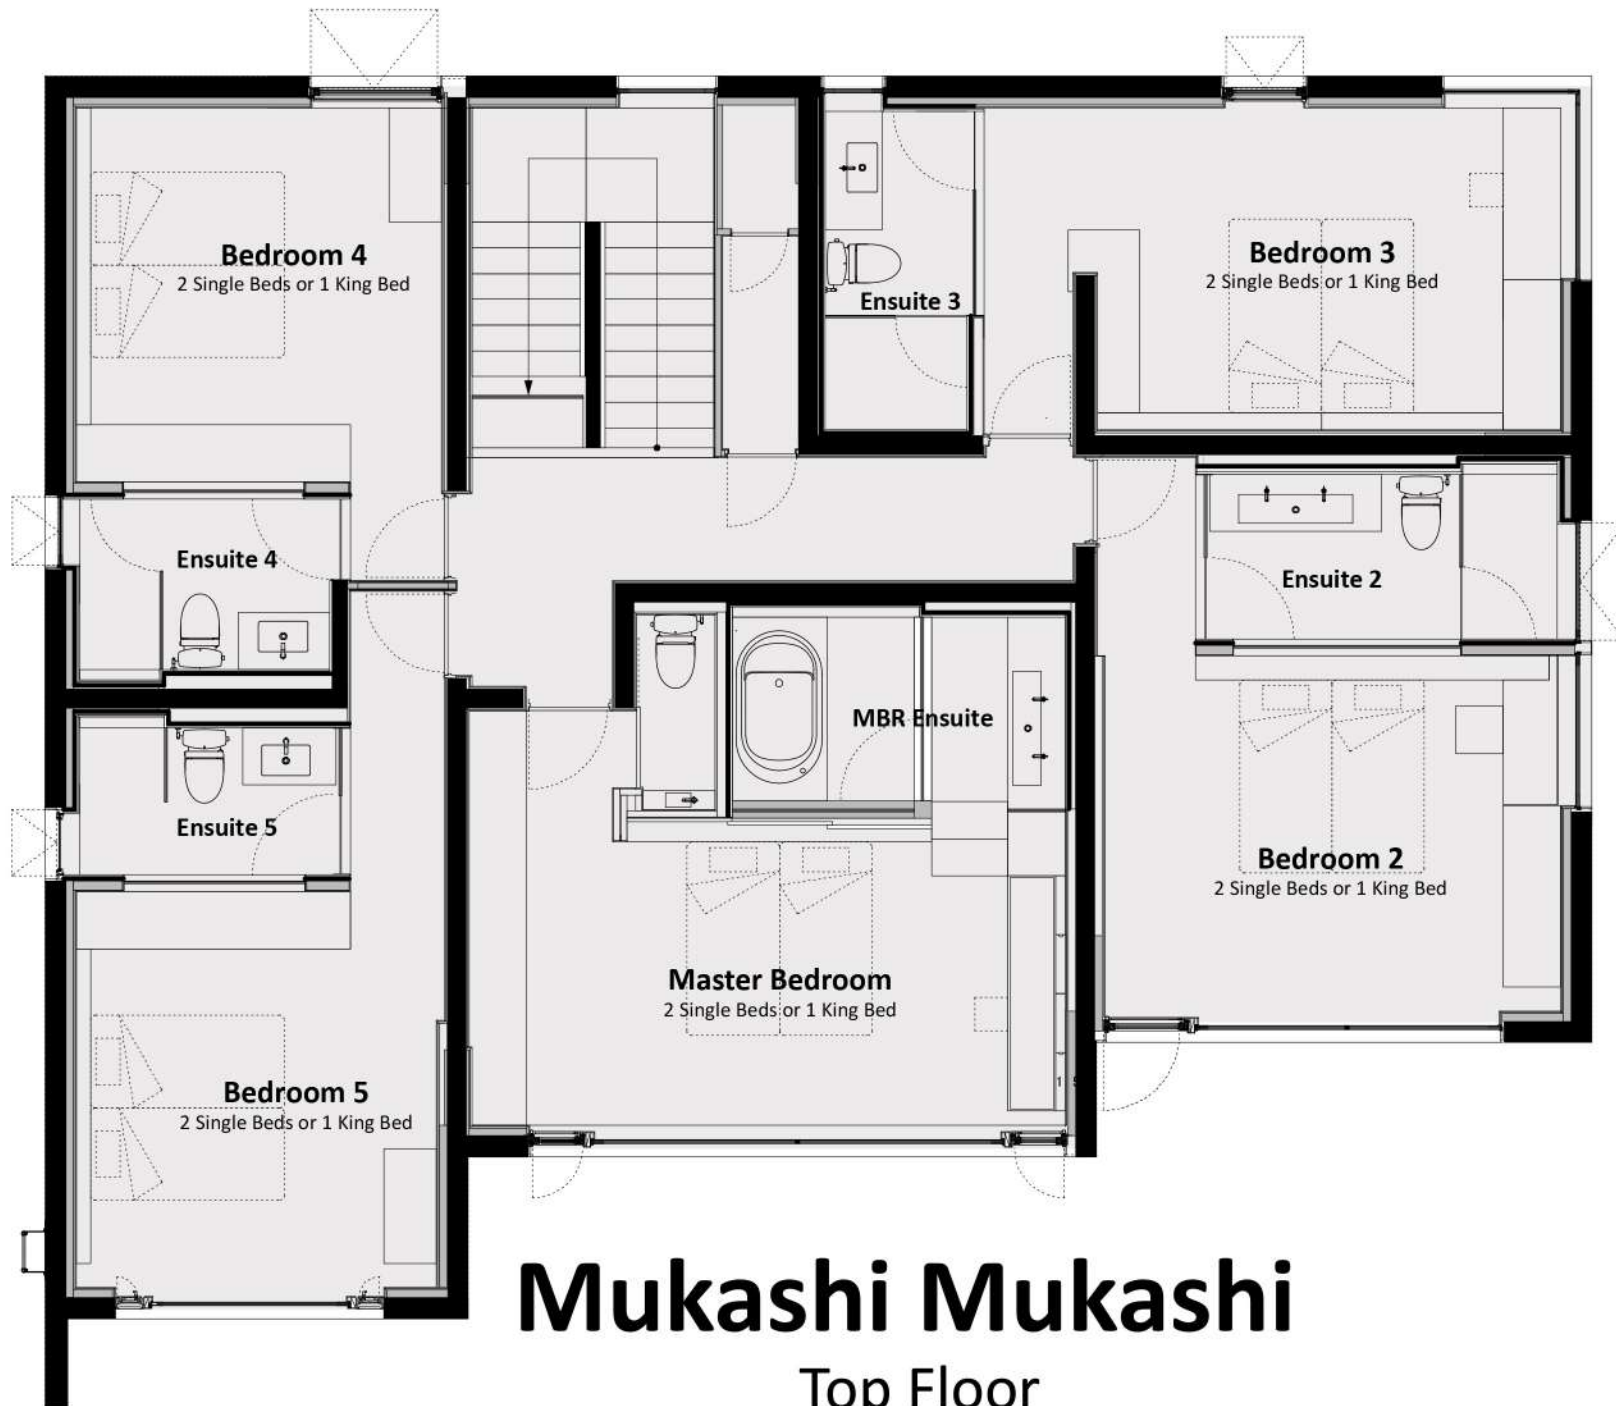 Bedroom 4
2 Single Beds or 1 King Bed
Bedroom 3
2 Single Beds or 1 King Bed
Ensuite 3
Ensuite 4
Ensuite 2
MBR Ensuite
Ensuite 5
Bedroom 2
2 Single Beds or 1 King Bed
Master Bedroom
2 Single Beds or 1 King Bed
Bedroom 5
2 Single Beds or 1 King Bed
Mukashi Mukashi
Top Floor